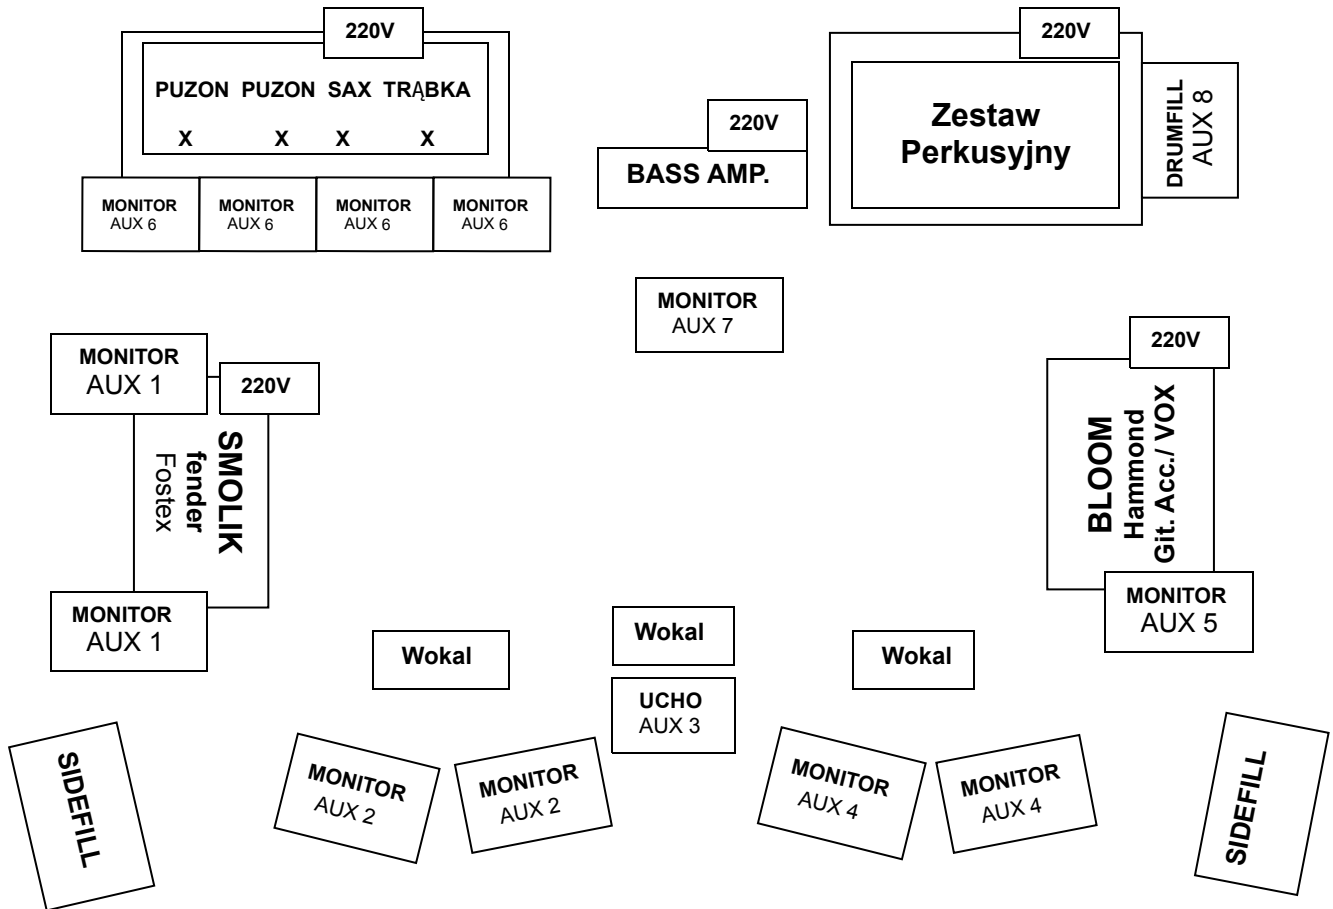 220V
PUZON PUZON SAX TRĄBKA
X X X X
MONITOR
AUX 6
MONITOR
AUX 6
MONITOR
AUX 6
MONITOR
AUX 6
220V
BASS AMP.
220V
Zestaw
Perkusyjny
DRUMFILL
AUX 8
MONITOR
AUX 7
MONITOR
AUX 1
220V
SMOLIK
fender
Fostex
MONITOR
AUX 1
220V
BLOOM
Hammond
Git. Acc./ VOX
MONITOR
AUX 5
Wokal
Wokal
Wokal
UCHO
AUX 3
SIDEFILL
MONITOR
AUX 2
MONITOR
AUX 2
MONITOR
AUX 4
MONITOR
AUX 4
SIDEFILL